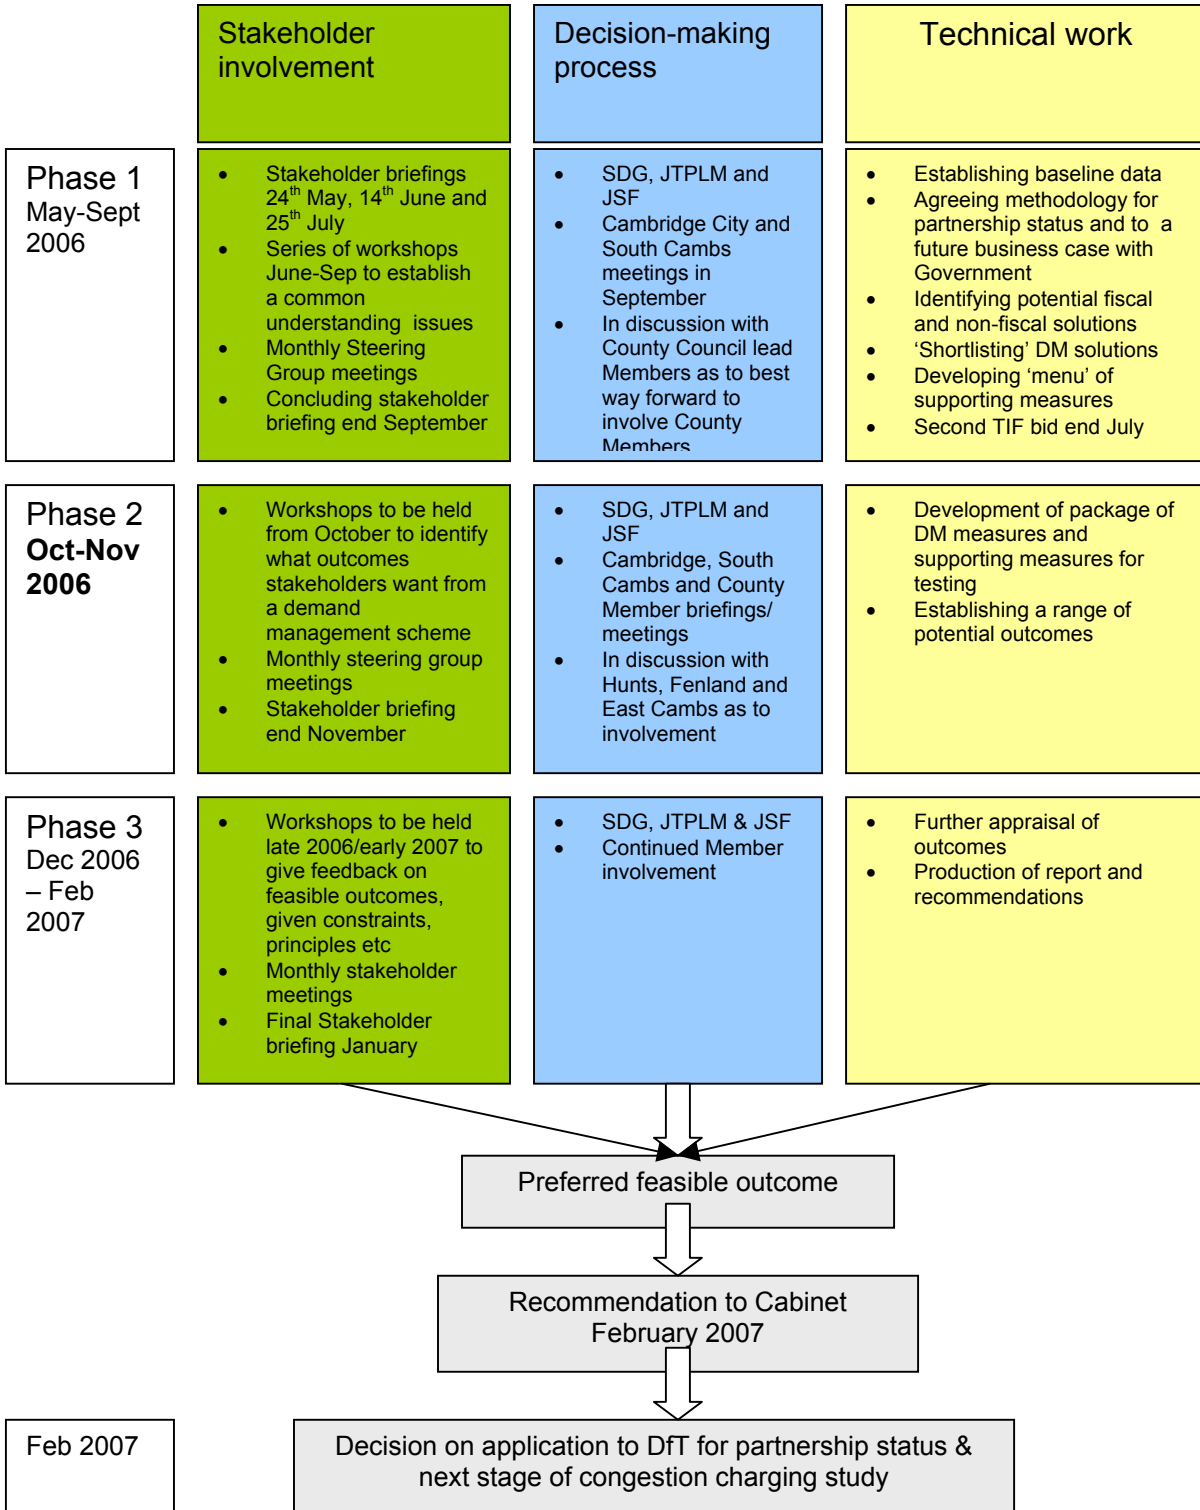 Stakeholder
involvement
Decision-making
process
Technical work
Phase 1
May-Sept
2006
• Stakeholder briefings
24th May, 14th June and
25th July
• Series of workshops
June-Sep to establish
a common
understanding issues
• Monthly Steering
Group meetings
• Concluding stakeholder
briefing end September
• SDG, JTPLM and
JSF
• Cambridge City and
South Cambs
meetings in
September
• In discussion with
County Council lead
Members as to best
way forward to
involve County
Members
• Establishing baseline data
• Agreeing methodology for
partnership status and to a
future business case with
Government
• Identifying potential fiscal
and non-fiscal solutions
• ‘Shortlisting’ DM solutions
• Developing ‘menu’ of
supporting measures
• Second TIF bid end July
Phase 2
Oct-Nov
2006
• Workshops to be held
from October to identify
what outcomes
stakeholders want from
a demand
management scheme
• Monthly steering group
meetings
• Stakeholder briefing
end November
• SDG, JTPLM and
JSF
• Cambridge, South
Cambs and County
Member briefings/
meetings
• In discussion with
Hunts, Fenland and
East Cambs as to
involvement
• Development of package of
DM measures and
supporting measures for
testing
• Establishing a range of
potential outcomes
Phase 3
Dec 2006
– Feb
2007
• Workshops to be held
late 2006/early 2007 to
give feedback on
feasible outcomes,
given constraints,
principles etc
• Monthly stakeholder
meetings
• Final Stakeholder
briefing January
• SDG, JTPLM & JSF
• Continued Member
involvement
• Further appraisal of
outcomes
• Production of report and
recommendations
Preferred feasible outcome
Recommendation to Cabinet
February 2007
Feb 2007
Decision on application to DfT for partnership status &
next stage of congestion charging study